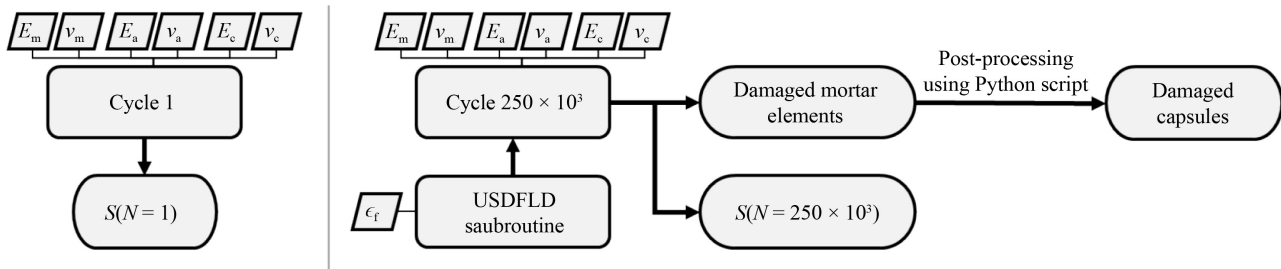 E_m v_m E_a v_a E_c v_c
Cycle 1
S(N = 1)
E_m v_m E_a v_a E_c v_c
Cycle 250 × 10³
USDFLD
saubroutine
ϵ_f
Damaged mortar
elements
S(N = 250 × 10³)
Post-processing
using Python script
Damaged
capsules